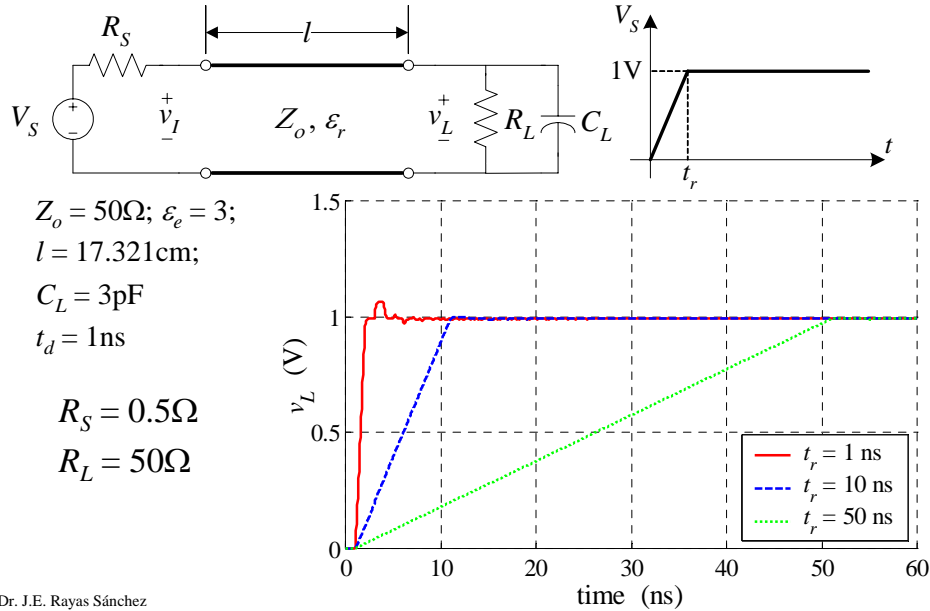 R_S
l
V_S
1V
V_S
+
−
+
v_I
−
Z_o, ε_r
+
v_L
−
R_L
C_L
t
t_r
Z_o = 50Ω; ε_e = 3;
l = 17.321cm;
C_L = 3pF
t_d = 1ns
R_S = 0.5Ω
R_L = 50Ω
1.5
1
0.5
0
v_L (V)
0 10 20 30 40 50 60
time (ns)
t_r = 1 ns
t_r = 10 ns
t_r = 50 ns
Dr. J.E. Rayas Sánchez